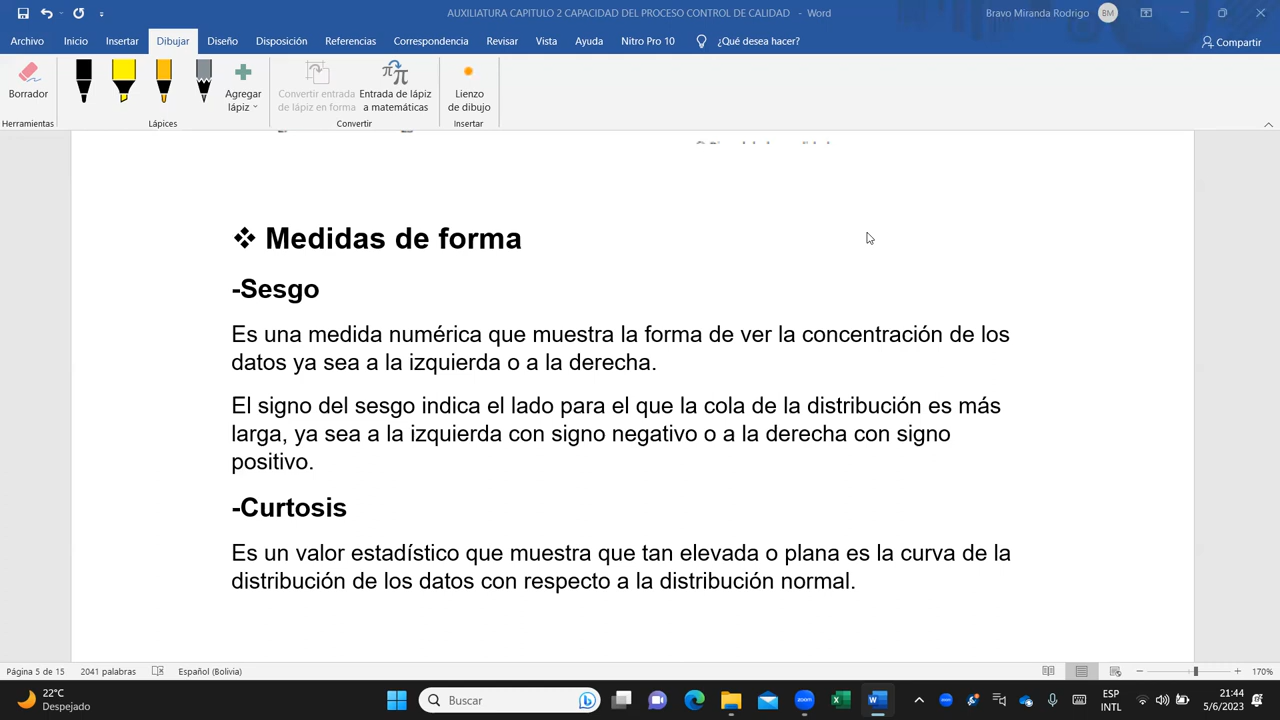 AUXILIATURA CAPITULO 2 CAPACIDAD DEL PROCESO CONTROL DE CALIDAD - Word
Bravo Miranda Rodrigo BM
Archivo Inicio Insertar Dibujar Diseño Disposición Referencias Correspondencia Revisar Vista Ayuda Nitro Pro 10 ¿Qué desea hacer? Compartir
Borrador
Agregar
lápiz
Convertir entrada
de lápiz en forma
Entrada de lápiz
a matemáticas
Lienzo
de dibujo
Herramientas Lápices Convertir Insertar
❖ Medidas de forma
-Sesgo
Es una medida numérica que muestra la forma de ver la concentración de los
datos ya sea a la izquierda o a la derecha.
El signo del sesgo indica el lado para el que la cola de la distribución es más
larga, ya sea a la izquierda con signo negativo o a la derecha con signo
positivo.
-Curtosis
Es un valor estadístico que muestra que tan elevada o plana es la curva de la
distribución de los datos con respecto a la distribución normal.
Página 5 de 15 2041 palabras Español (Bolivia) 170%
22°C
Despejado
Buscar
ESP
INTL
21:44
5/6/2023